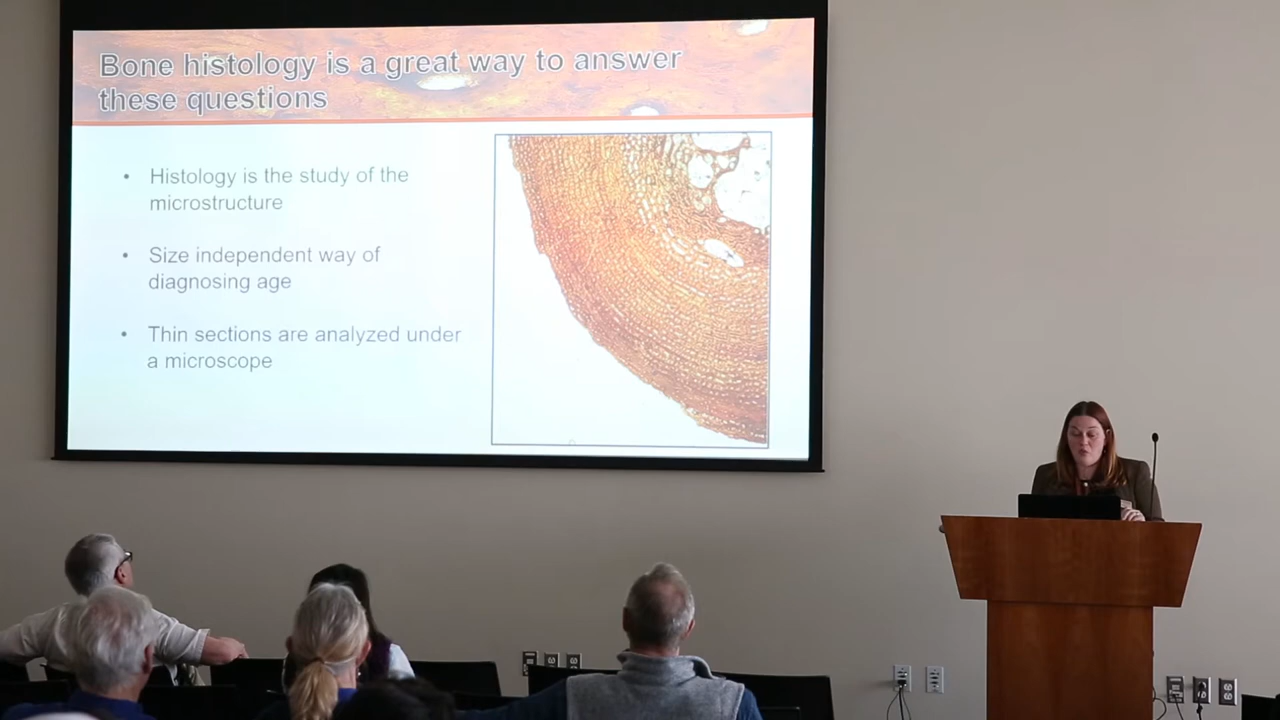 Bone histology is a great way to answer
these questions
• Histology is the study of the
microstructure
• Size independent way of
diagnosing age
• Thin sections are analyzed under
a microscope